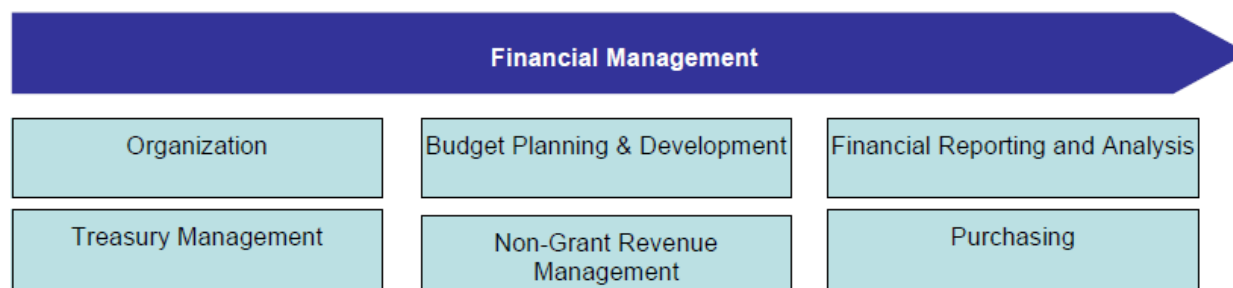 Financial Management
Organization
Budget Planning & Development
Financial Reporting and Analysis
Treasury Management
Non-Grant Revenue
Management
Purchasing